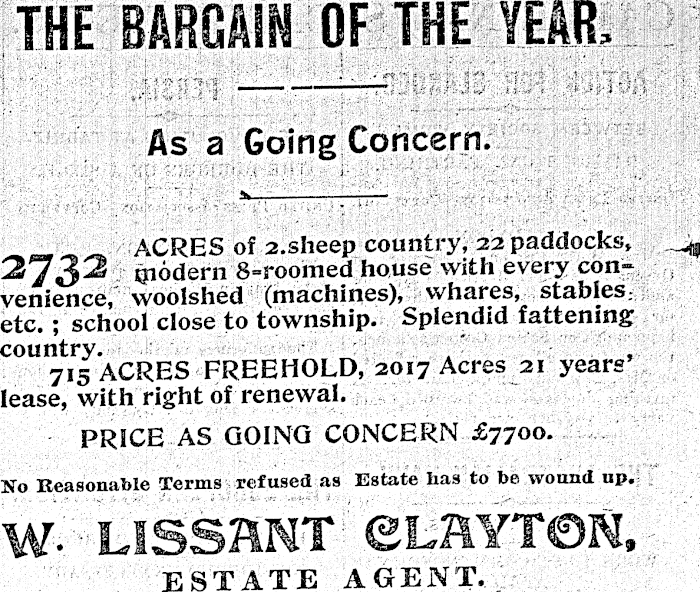 THE BARGAIN OF THE YEAR.
As a Going Concern.
2732 ACRES of 2.sheep country, 22 paddocks,
modern 8-roomed house with every con-
venience, woolshed (machines), whares, stables
etc. ; school close to township. Splendid fattening
country.
715 ACRES FREEHOLD, 2017 Acres 21 years'
lease, with right of renewal.
PRICE AS GOING CONCERN £7700.
No Reasonable Terms refused as Estate has to be wound up.
W. LISSANT CLAYTON,
ESTATE AGENT.